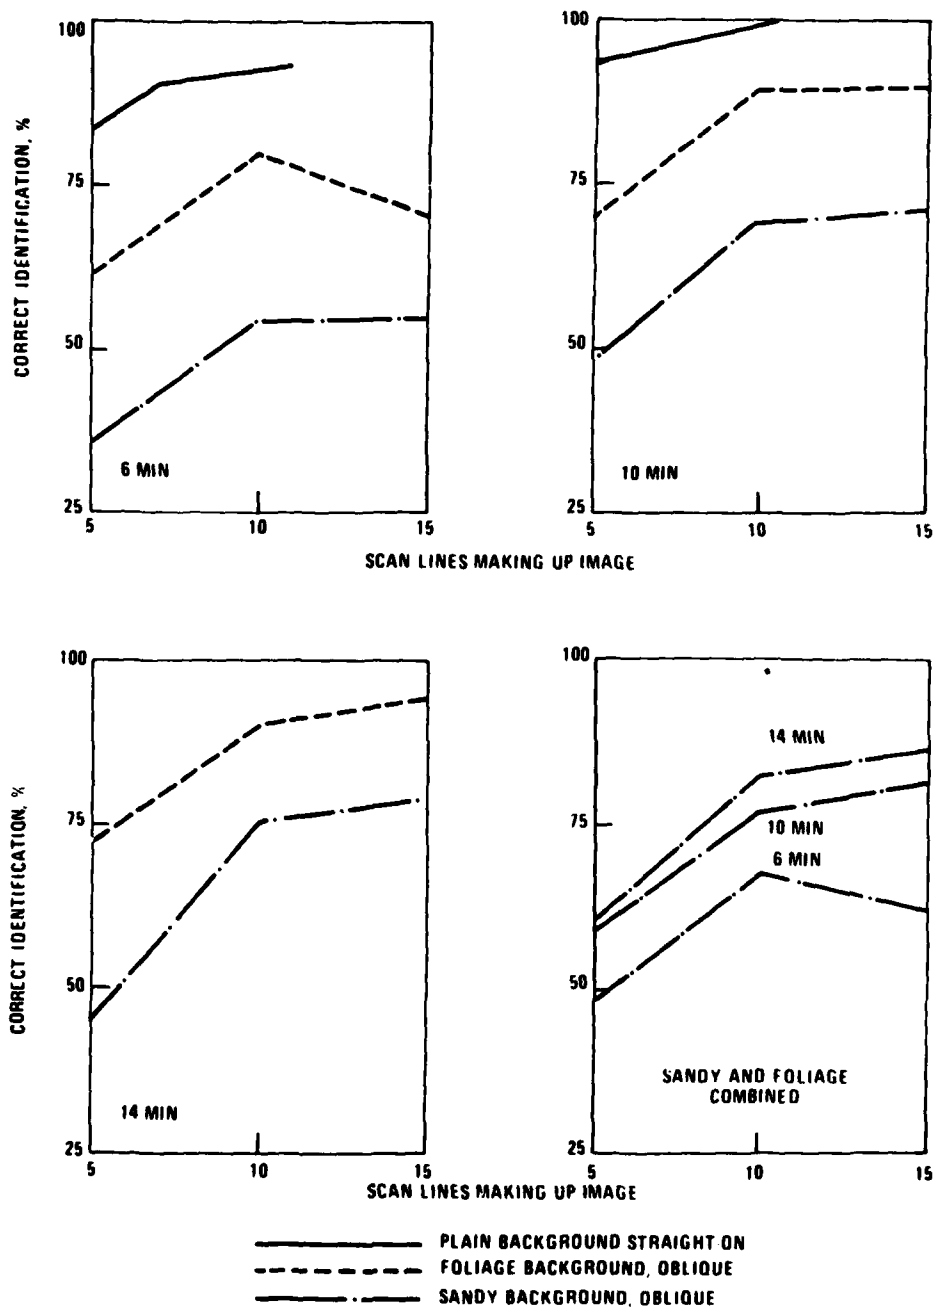 100
75
50
25
CORRECT IDENTIFICATION, %
6 MIN
5 10 15
100
75
50
25
10 MIN
5 10 15
SCAN LINES MAKING UP IMAGE
100
75
50
25
CORRECT IDENTIFICATION, %
14 MIN
5 10 15
100
75
50
25
14 MIN
10 MIN
6 MIN
SANDY AND FOLIAGE
COMBINED
5 10 15
SCAN LINES MAKING UP IMAGE
PLAIN BACKGROUND STRAIGHT ON
FOLIAGE BACKGROUND, OBLIQUE
SANDY BACKGROUND, OBLIQUE